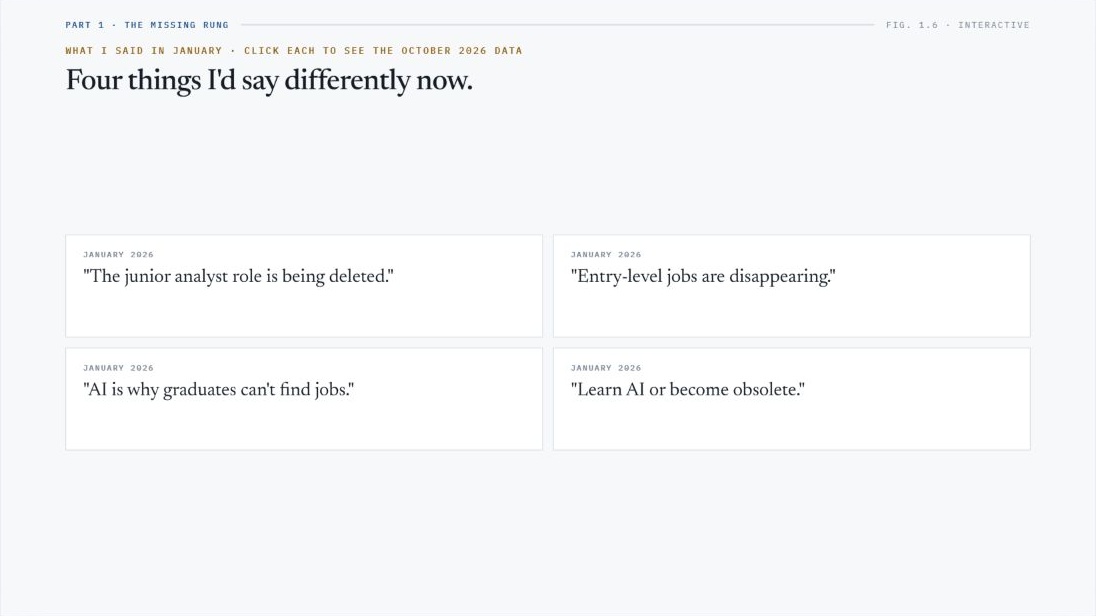 PART 1 · THE MISSING RUNG
FIG. 1.6 · INTERACTIVE
WHAT I SAID IN JANUARY · CLICK EACH TO SEE THE OCTOBER 2026 DATA
Four things I'd say differently now.
JANUARY 2026
"The junior analyst role is being deleted."
JANUARY 2026
"Entry-level jobs are disappearing."
JANUARY 2026
"AI is why graduates can't find jobs."
JANUARY 2026
"Learn AI or become obsolete."